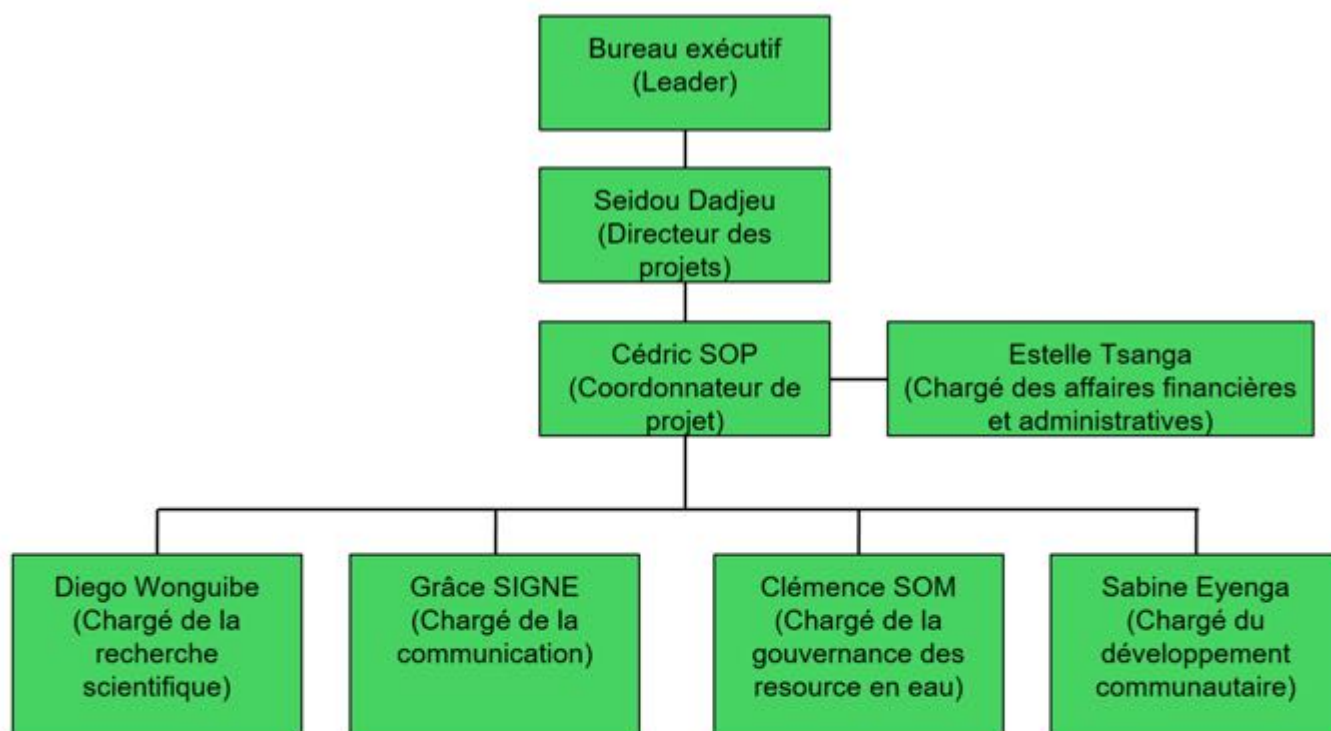 Bureau exécutif
(Leader)
Seidou Dadjeu
(Directeur des
projets)
Cédric SOP
(Coordonnateur de
projet)
Estelle Tsanga
(Chargé des affaires financières
et administratives)
Diego Wonguibe
(Chargé de la
recherche
scientifique)
Grâce SIGNE
(Chargé de la
communication)
Clémence SOM
(Chargé de la
gouvernance des
resource en eau)
Sabine Eyenga
(Chargé du
développement
communautaire)